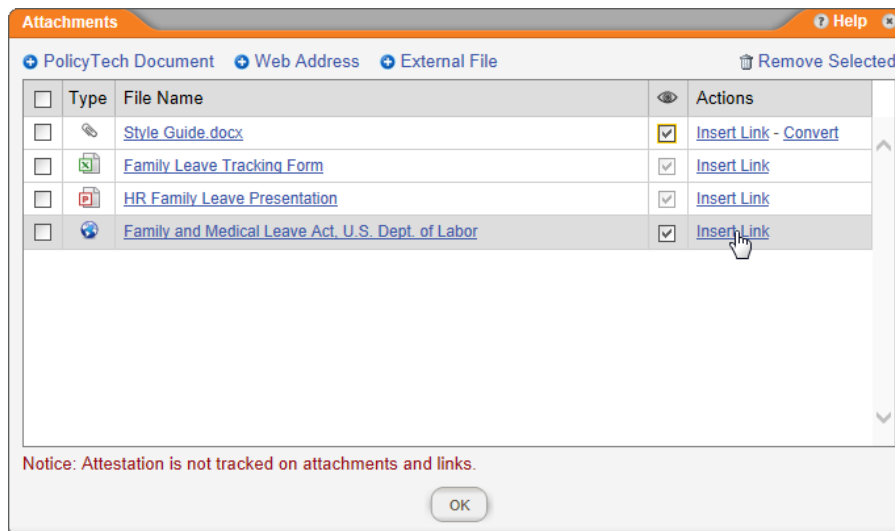 Attachments Help
PolicyTech Document Web Address External File Remove Selected
Type File Name Actions
Style Guide.docx Insert Link - Convert
Family Leave Tracking Form Insert Link
HR Family Leave Presentation Insert Link
Family and Medical Leave Act, U.S. Dept. of Labor Insert Link
Notice: Attestation is not tracked on attachments and links.
OK